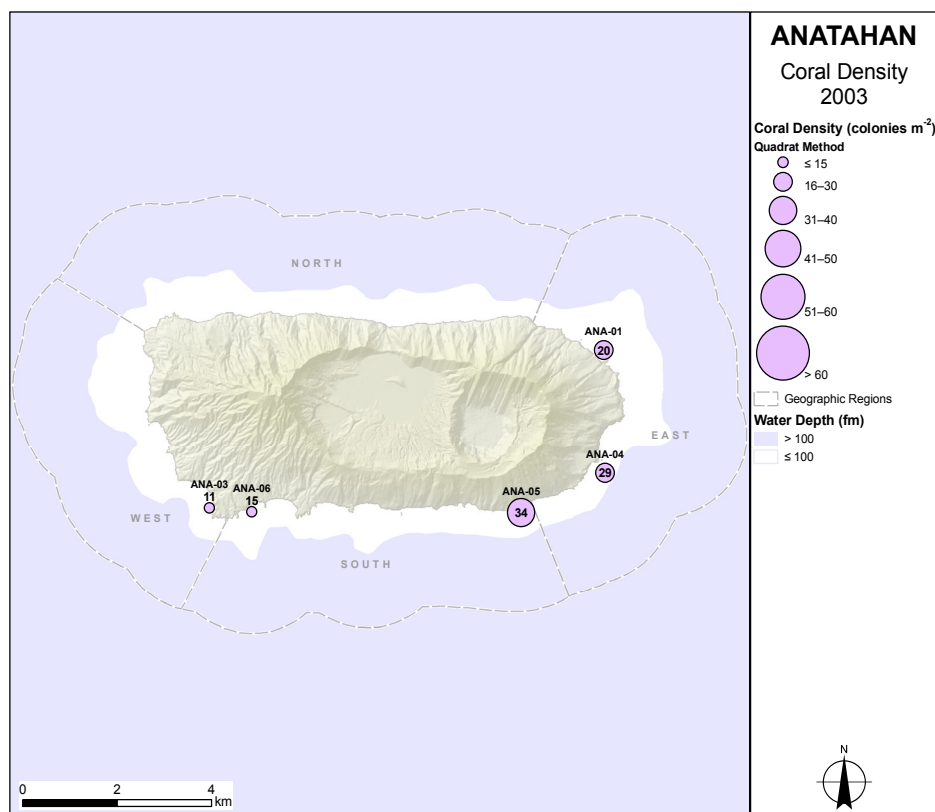 ANATAHAN
Coral Density
2003
Coral Density (colonies m⁻²)
Quadrat Method
≤ 15
16–30
31–40
41–50
51–60
> 60
Geographic Regions
Water Depth (fm)
> 100
≤ 100
N
NORTH
ANA-01
20
EAST
ANA-04
29
ANA-03
11
ANA-06
15
ANA-05
34
WEST
SOUTH
0 2 4
km